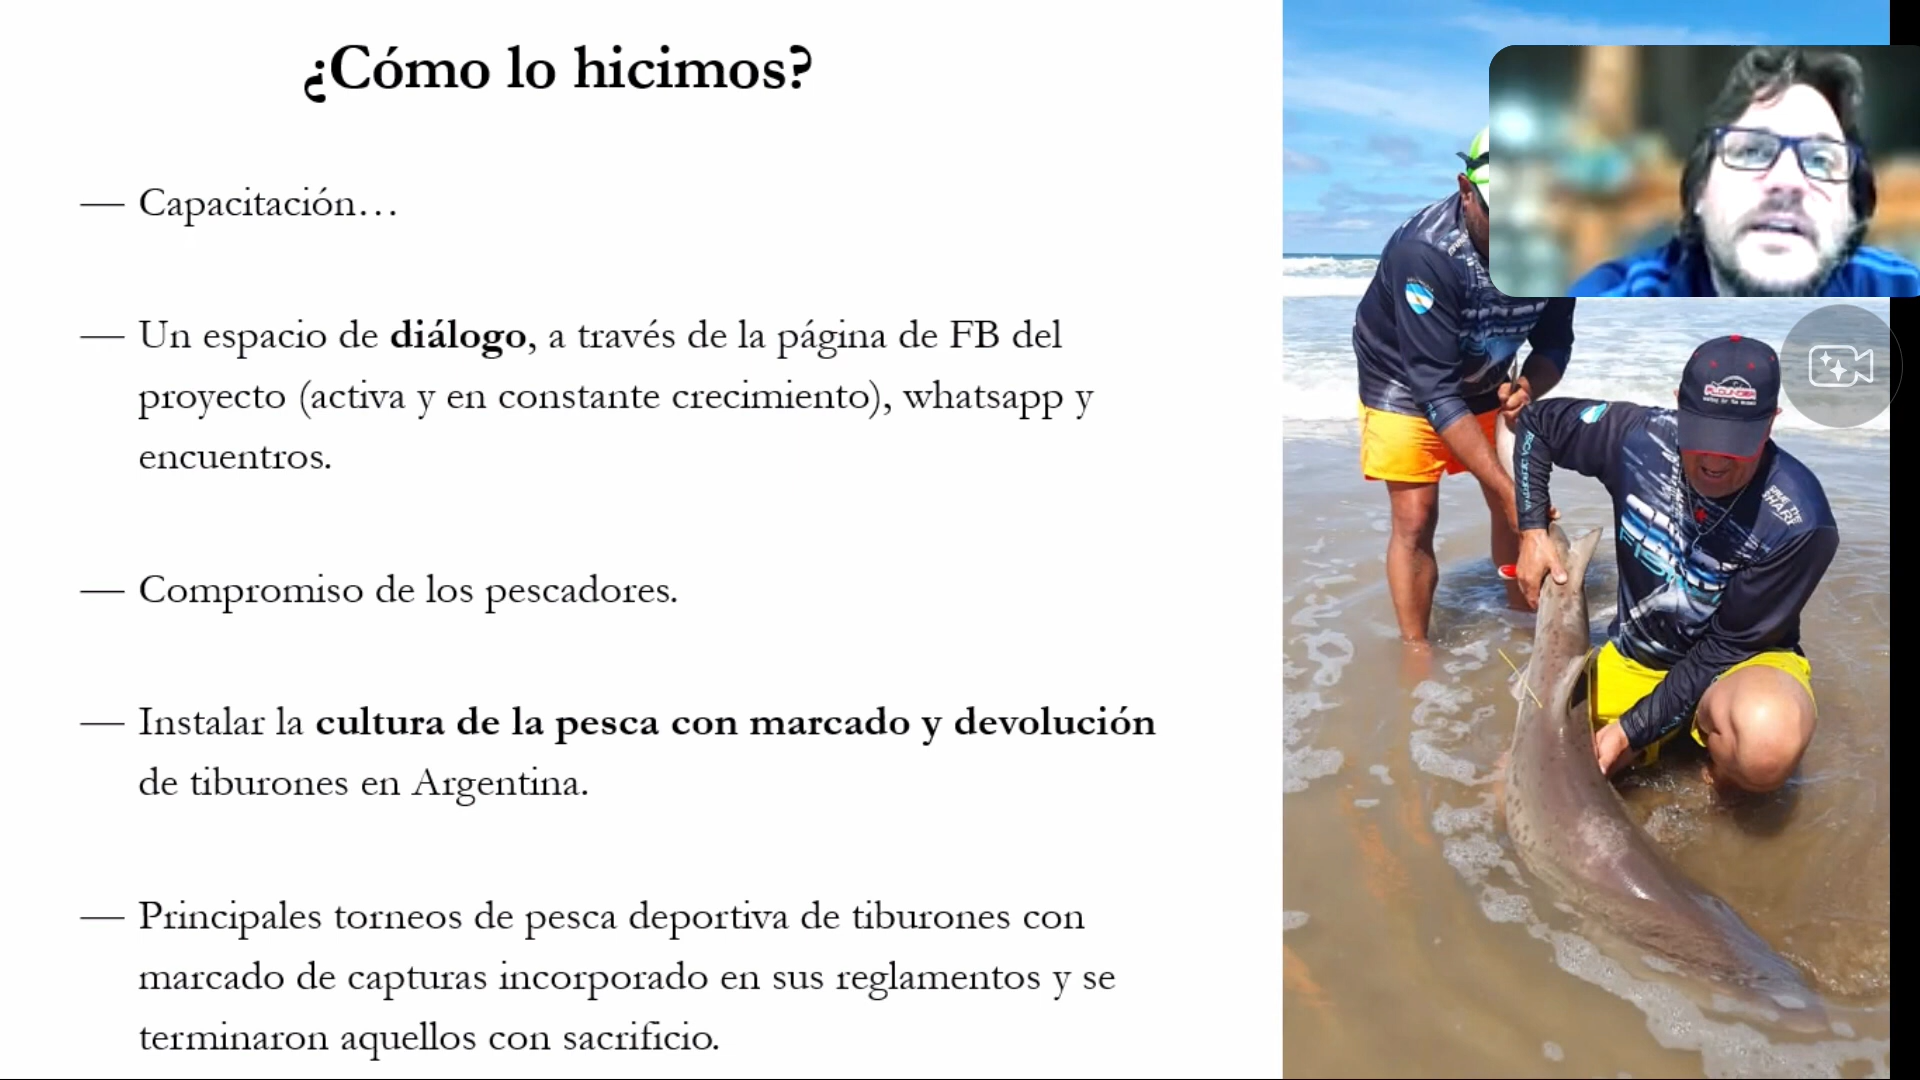 ¿Cómo lo hicimos?
— Capacitación…
— Un espacio de diálogo, a través de la página de FB del
proyecto (activa y en constante crecimiento), whatsapp y
encuentros.
— Compromiso de los pescadores.
— Instalar la cultura de la pesca con marcado y devolución
de tiburones en Argentina.
— Principales torneos de pesca deportiva de tiburones con
marcado de capturas incorporado en sus reglamentos y se
terminaron aquellos con sacrificio.
SAVE THE
SHARK